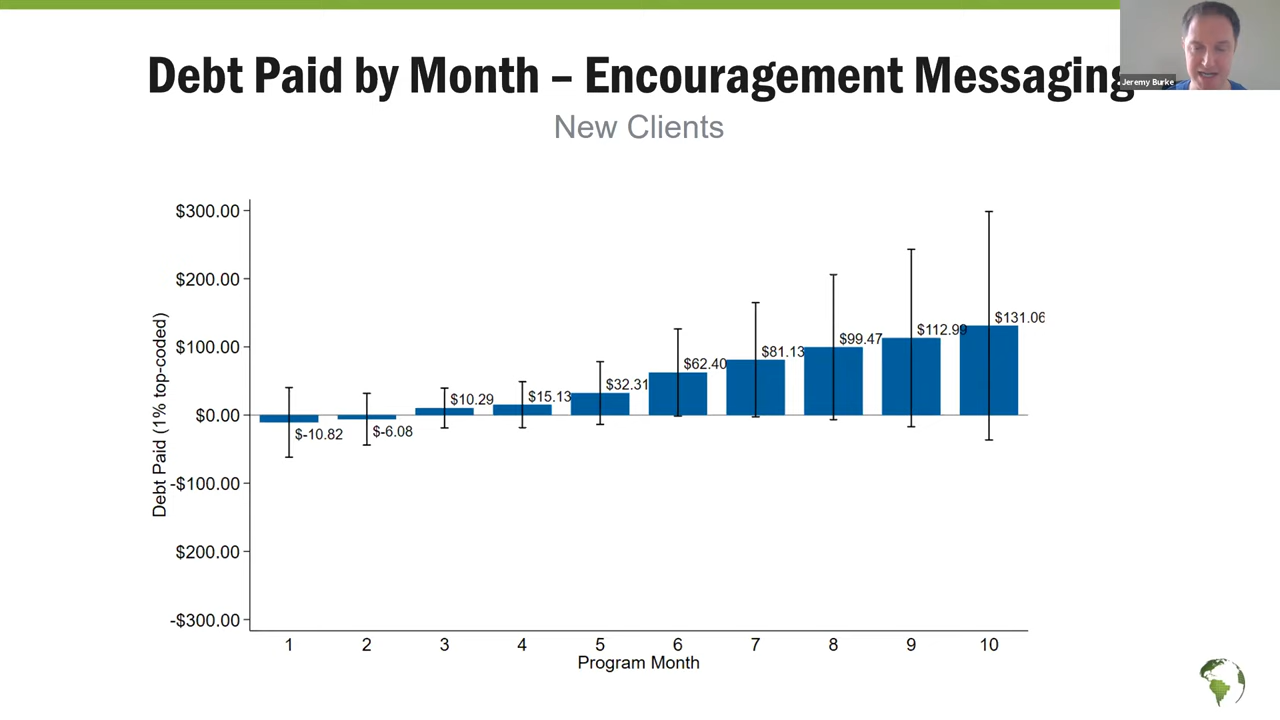 Debt Paid by Month – Encouragement Messaging
Jeremy Burke
New Clients
Debt Paid (1% top-coded)
$300.00
$200.00
$100.00
$0.00
-$100.00
$200.00
-$300.00
$-10.82
$-6.08
$10.29
$15.13
$32.31
$62.40
$81.13
$99.47
$112.99
$131.06
1 2 3 4 5 6 7 8 9 10
Program Month